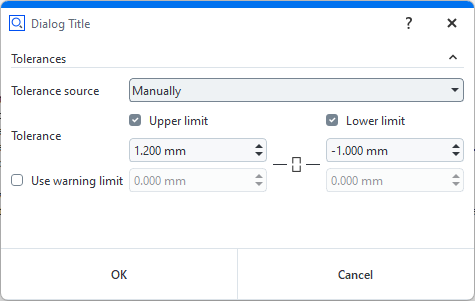 Dialog Title ?
Tolerances
Tolerance source Manually
Upper limit Lower limit
Tolerance
1.200 mm -1.000 mm
Use warning limit 0.000 mm 0.000 mm
OK Cancel